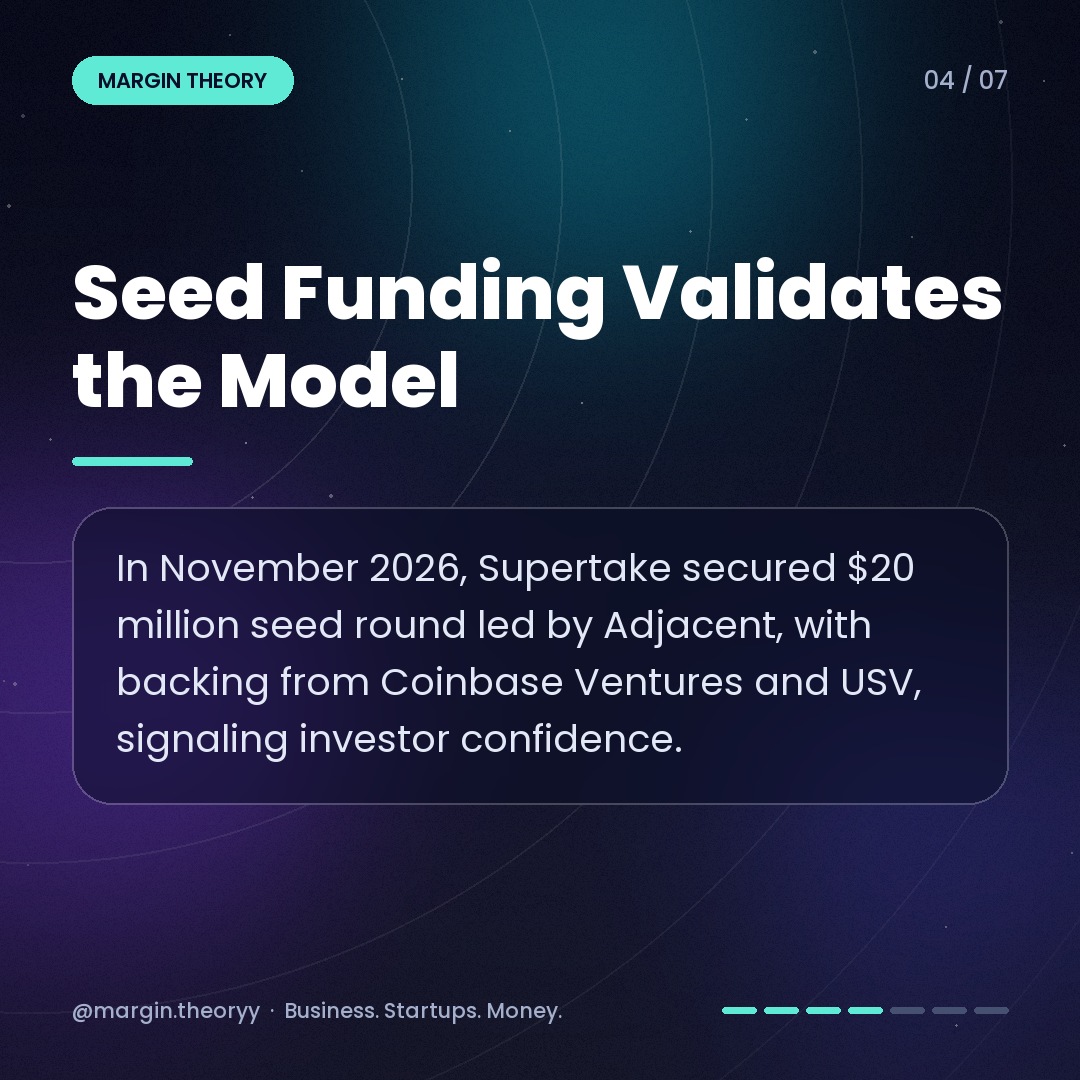 MARGIN THEORY
04 / 07
Seed Funding Validates
the Model
In November 2026, Supertake secured $20
million seed round led by Adjacent, with
backing from Coinbase Ventures and USV,
signaling investor confidence.
@margin.theoryy · Business. Startups. Money.